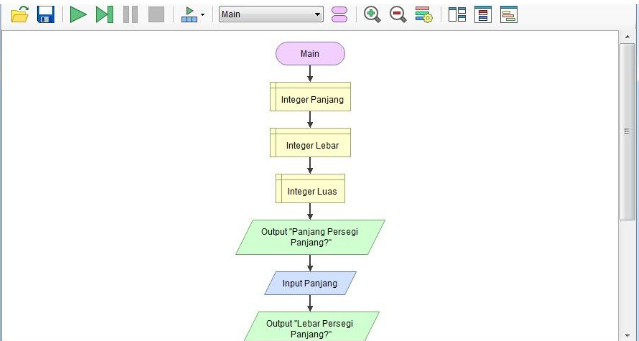 Main
Main
Integer Panjang
Integer Lebar
Integer Luas
Output "Panjang Persegi
Panjang?"
Input Panjang
Output "Lebar Persegi
Panjang?"